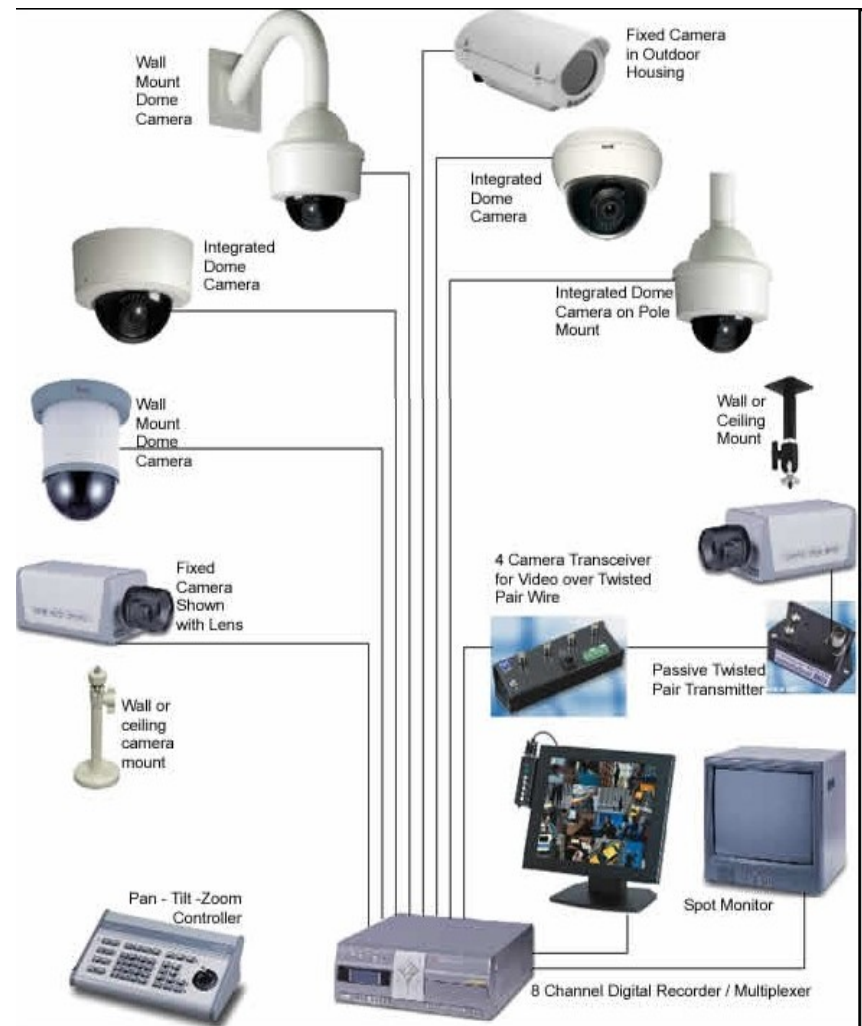 Wall
Mount
Dome
Camera
Fixed Camera
in Outdoor
Housing
Integrated
Dome
Camera
Integrated
Dome
Camera
Integrated Dome
Camera on Pole
Mount
Wall
Mount
Dome
Camera
Wall or
Ceiling
Mount
Fixed
Camera
Shown
with Lens
4 Camera Transceiver
for Video over Twisted
Pair Wire
Passive Twisted
Pair Transmitter
Wall or
ceiling
camera
mount
Pan - Tilt -Zoom
Controller
Spot Monitor
8 Channel Digital Recorder / Multiplexer